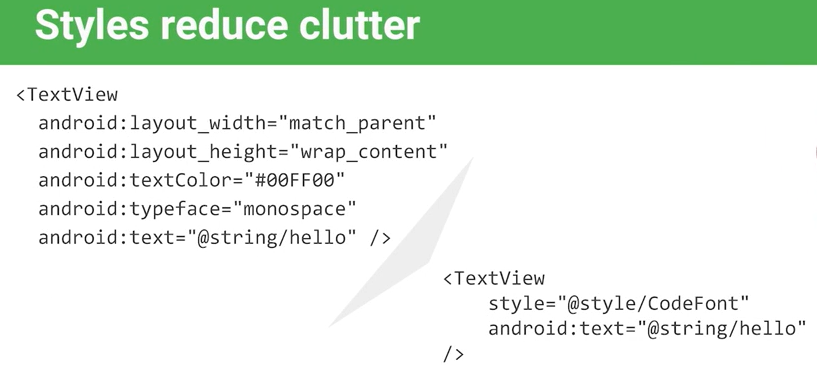 Styles reduce clutter
<TextView
android:layout_width="match_parent"
android:layout_height="wrap_content"
android:textColor="#00FF00"
android:typeface="monospace"
android:text="@string/hello" />
<TextView
style="@style/CodeFont"
android:text="@string/hello"
/>